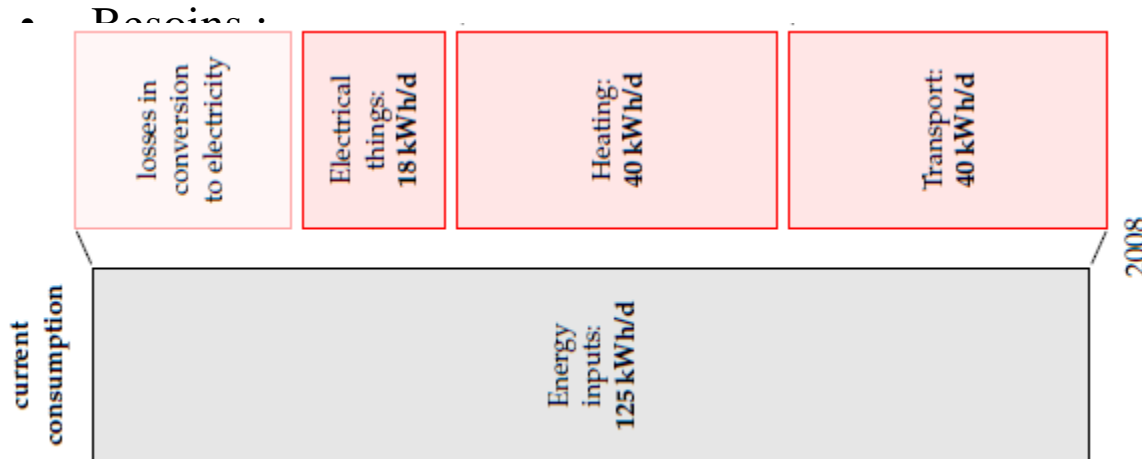 • Besoins :
current
consumption
Energy
inputs:
125 kWh/d
losses in
conversion
to electricity
Electrical
things:
18 kWh/d
Heating:
40 kWh/d
Transport:
40 kWh/d
2008